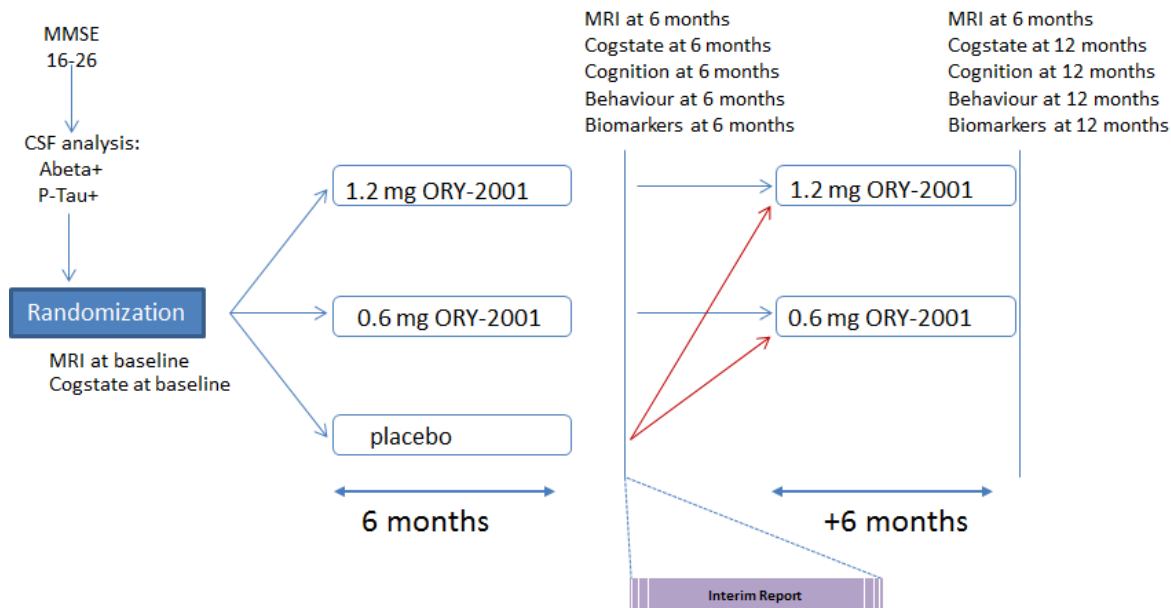 MMSE
16-26
CSF analysis:
Abeta+
P-Tau+
Randomization
MRI at baseline
Cogstate at baseline
1.2 mg ORY-2001
0.6 mg ORY-2001
placebo
6 months
MRI at 6 months
Cogstate at 6 months
Cognition at 6 months
Behaviour at 6 months
Biomarkers at 6 months
1.2 mg ORY-2001
0.6 mg ORY-2001
+6 months
MRI at 6 months
Cogstate at 12 months
Cognition at 12 months
Behaviour at 12 months
Biomarkers at 12 months
Interim Report